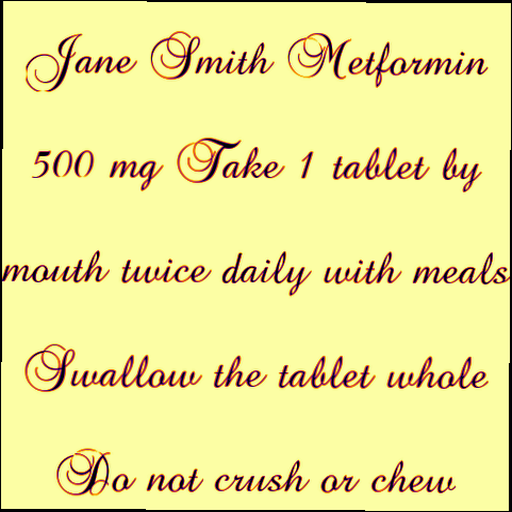 Jane Smith Metformin
500 mg Take 1 tablet by
mouth twice daily with meals
Swallow the tablet whole
Do not crush or chew